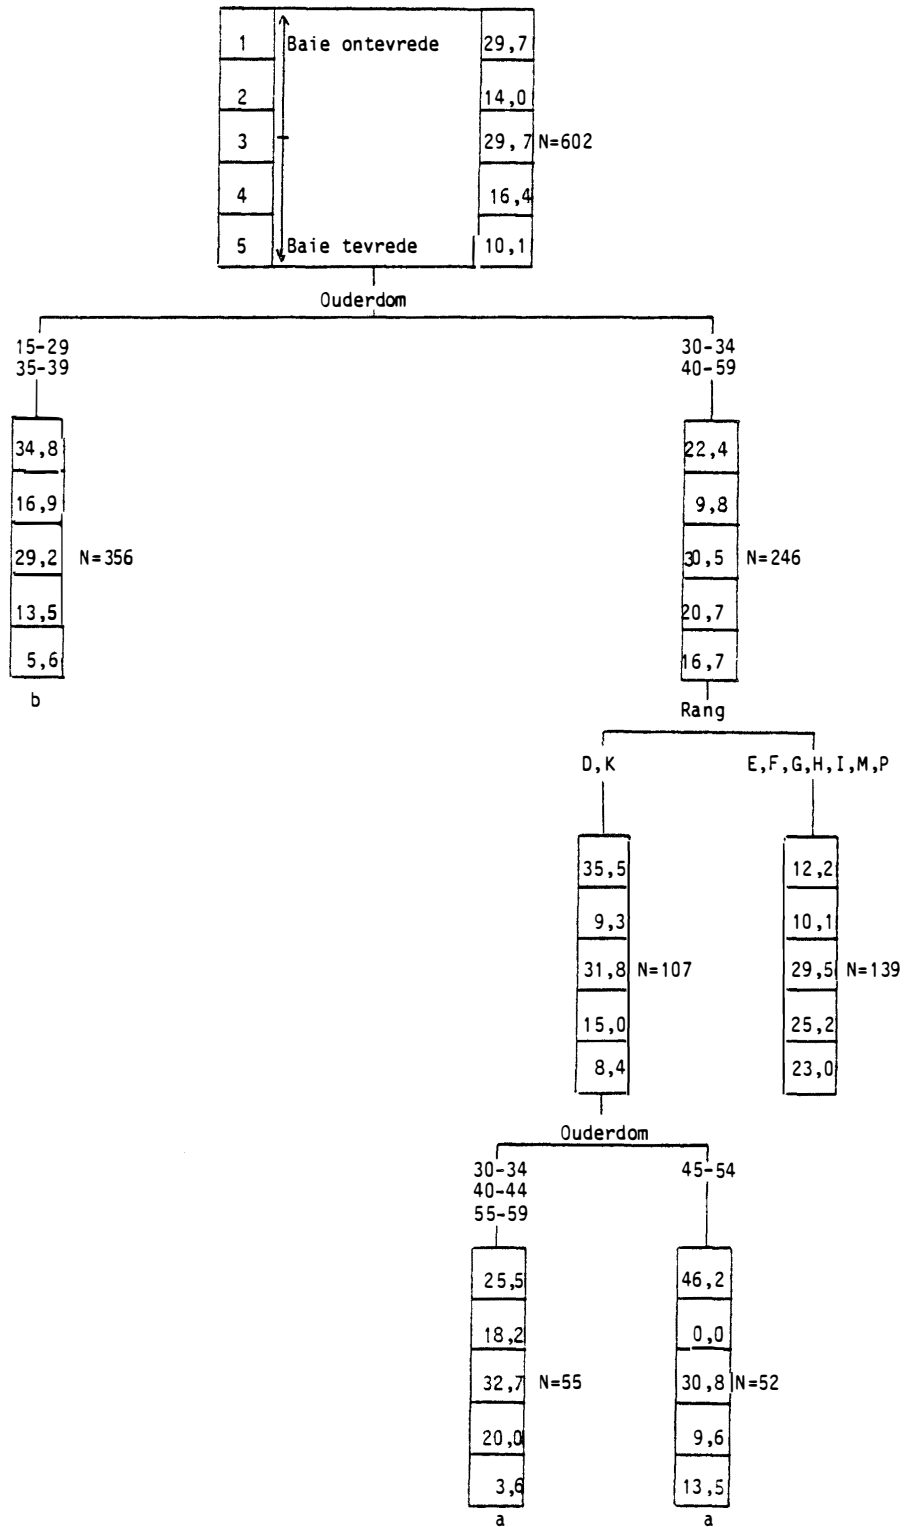 1 Baie ontevrede 29,7
2 14,0
3 29,7 N=602
4 16,4
5 Baie tevrede 10,1
Ouderdom
15-29
35-39
34,8
16,9
29,2 N=356
13,5
5,6
b
30-34
40-59
22,4
9,8
30,5 N=246
20,7
16,7
Rang
D,K
35,5
9,3
31,8 N=107
15,0
8,4
E,F,G,H,I,M,P
12,2
10,1
29,5 N=139
25,2
23,0
Ouderdom
30-34
40-44
55-59
25,5
18,2
32,7 N=55
20,0
3,6
a
45-54
46,2
0,0
30,8 N=52
9,6
13,5
a